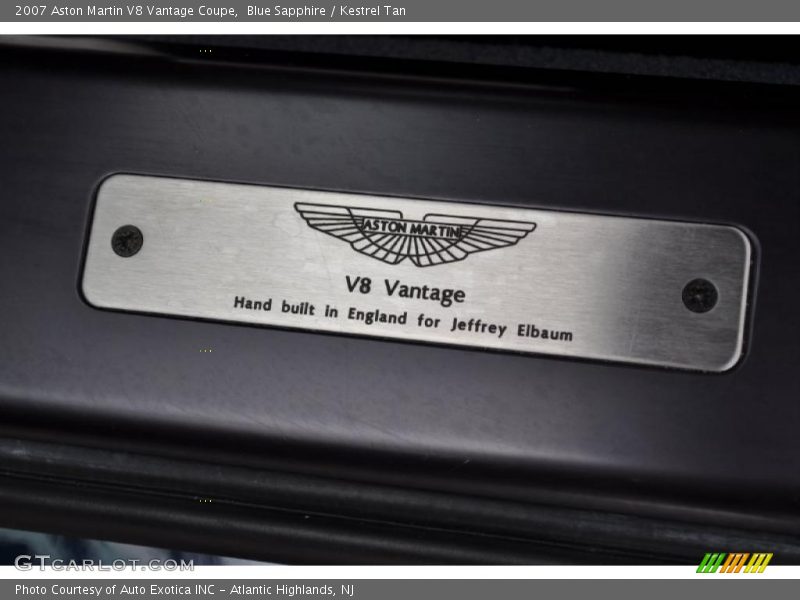 2007 Aston Martin V8 Vantage Coupe,  Blue Sapphire / Kestrel Tan
ASTON MARTIN
V8 Vantage
Hand built in England for Jeffrey Elbaum
GTCARLOT.COM
Photo Courtesy of Auto Exotica INC - Atlantic Highlands, NJ